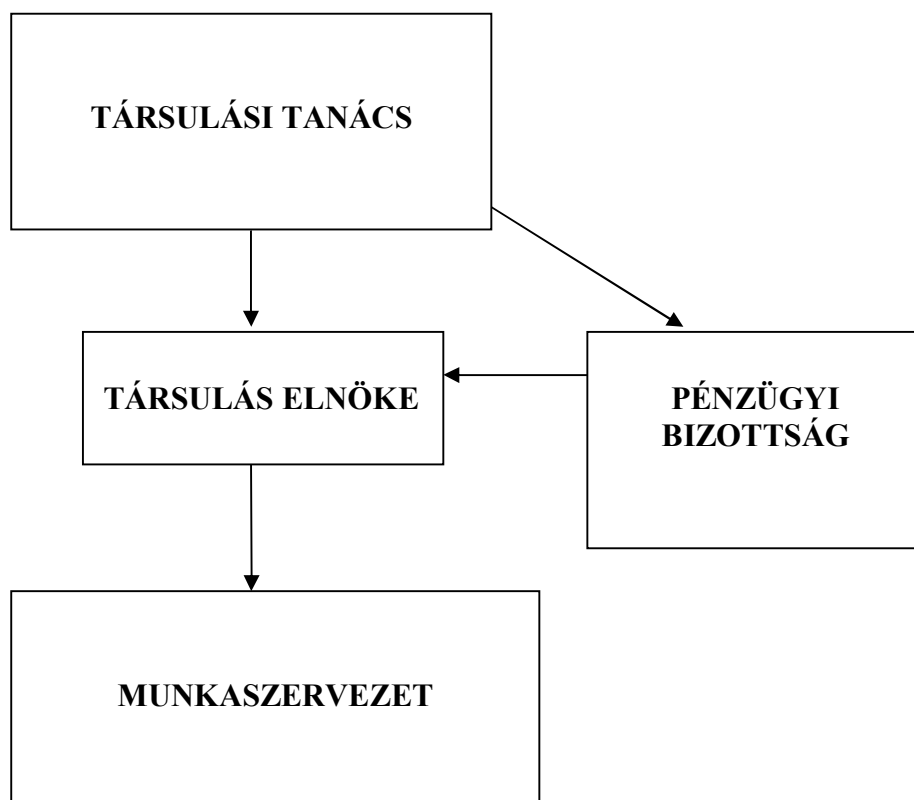 TÁRSULÁSI TANÁCS
TÁRSULÁS ELNÖKE
PÉNZÜGYI
BIZOTTSÁG
MUNKASZERVEZET